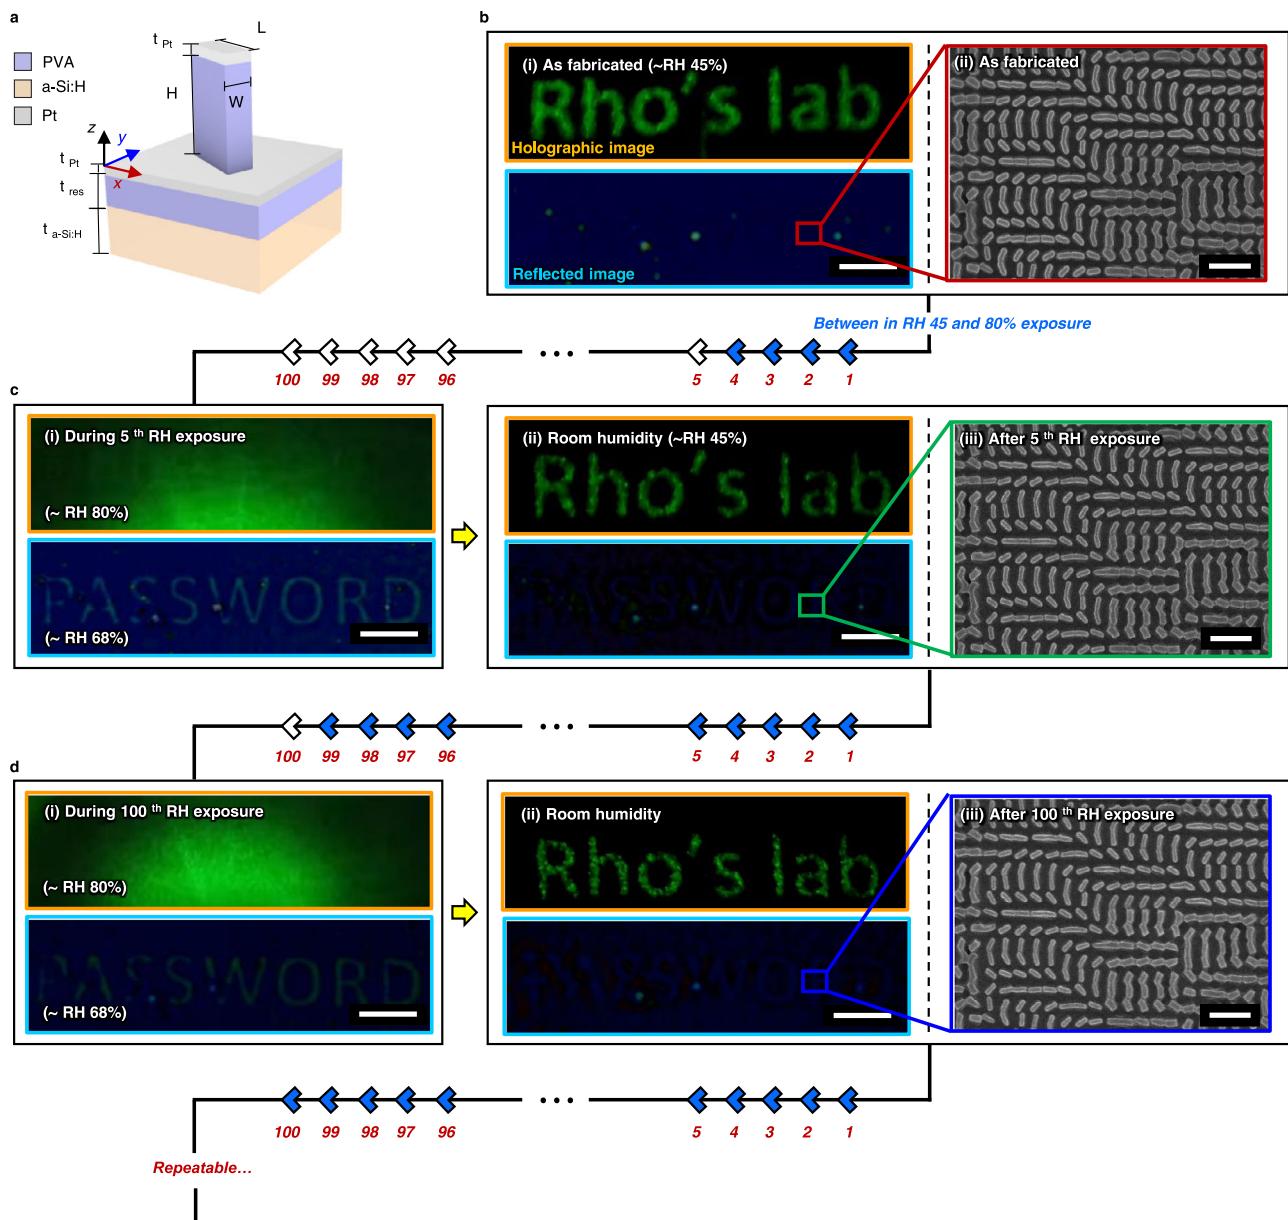 a
PVA
a-Si:H
Pt
t Pt
L
H
W
z
y
x
t Pt
t res
t a-Si:H
b
(i) As fabricated (~RH 45%)
Rho's lab
Holographic image
Reflected image
(ii) As fabricated
Between in RH 45 and 80% exposure
100 99 98 97 96 ... 5 4 3 2 1
c
(i) During 5 th RH exposure
(~ RH 80%)
PASSWORD
(~ RH 68%)
(ii) Room humidity (~RH 45%)
Rho's lab
PASSWORD
(iii) After 5 th RH exposure
100 99 98 97 96 ... 5 4 3 2 1
d
(i) During 100 th RH exposure
(~ RH 80%)
PASSWORD
(~ RH 68%)
(ii) Room humidity
Rho's lab
PASSWORD
(iii) After 100 th RH exposure
100 99 98 97 96 ... 5 4 3 2 1
Repeatable...